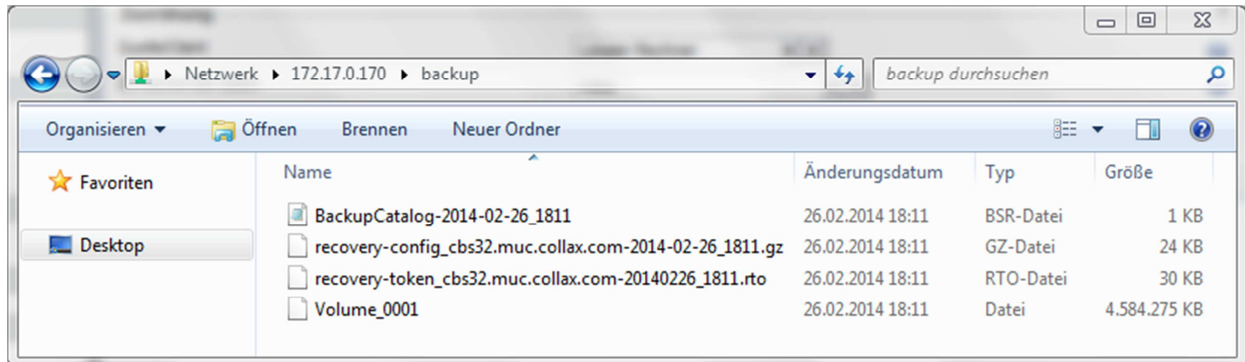 Netzwerk ▸ 172.17.0.170 ▸ backup
backup durchsuchen
Organisieren Öffnen Brennen Neuer Ordner
Favoriten
Desktop
Name Änderungsdatum Typ Größe
BackupCatalog-2014-02-26_1811 26.02.2014 18:11 BSR-Datei 1 KB
recovery-config_cbs32.muc.collax.com-2014-02-26_1811.gz 26.02.2014 18:11 GZ-Datei 24 KB
recovery-token_cbs32.muc.collax.com-20140226_1811.rto 26.02.2014 18:11 RTO-Datei 30 KB
Volume_0001 26.02.2014 18:11 Datei 4.584.275 KB